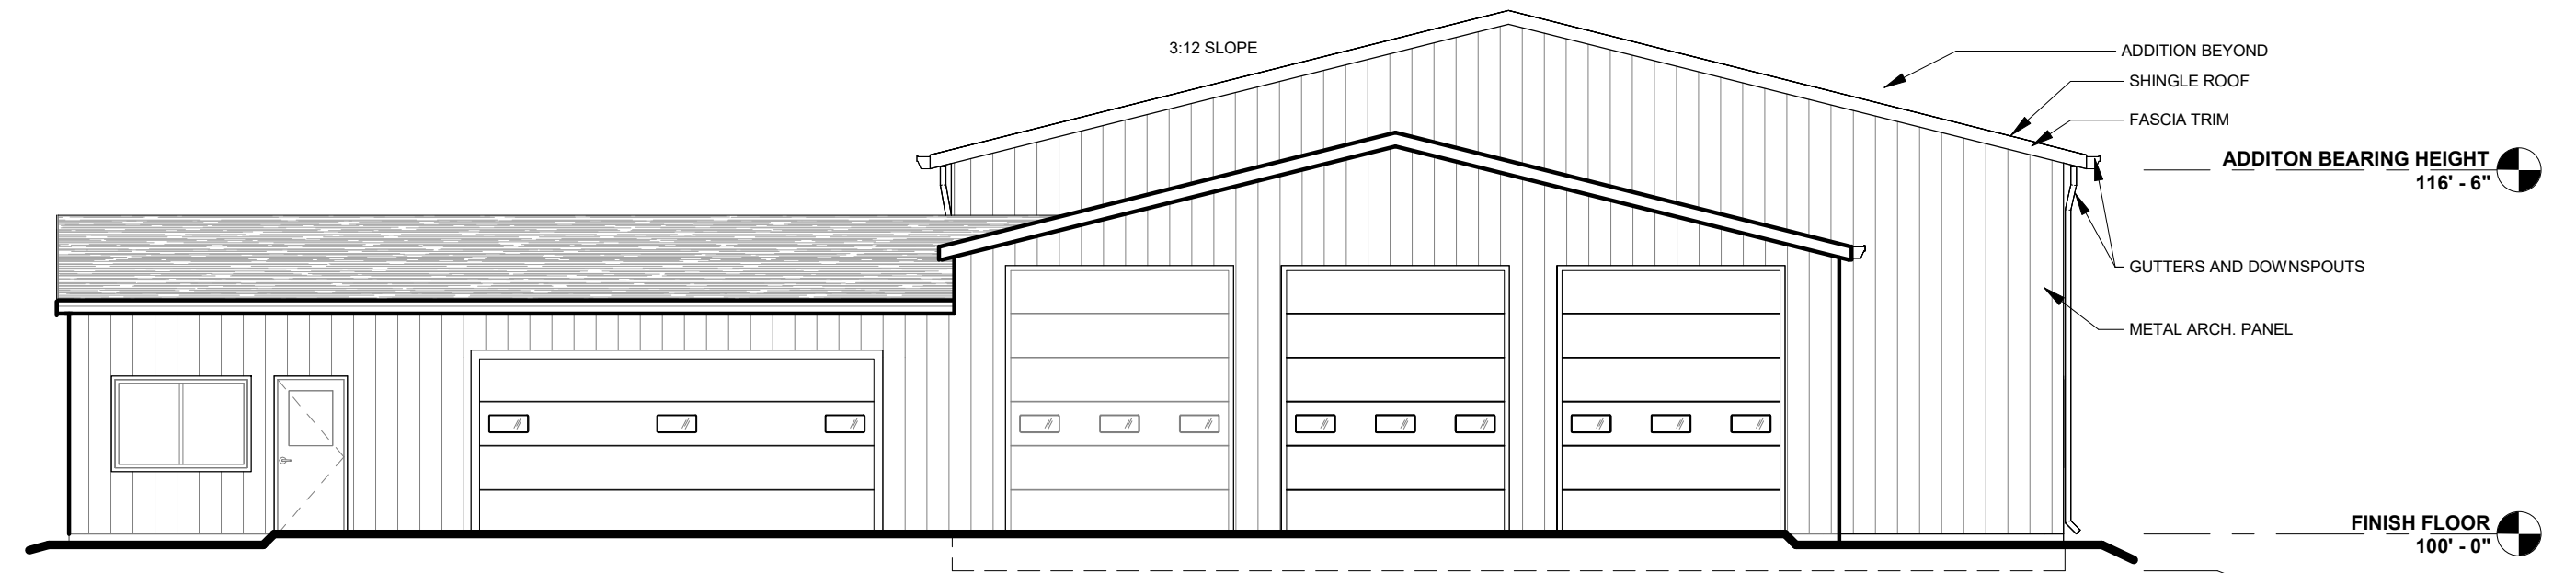 3:12 SLOPE
ADDITION BEYOND
SHINGLE ROOF
FASCIA TRIM
ADDITON BEARING HEIGHT
116' - 6"
GUTTERS AND DOWNSPOUTS
METAL ARCH. PANEL
FINISH FLOOR
100' - 0"